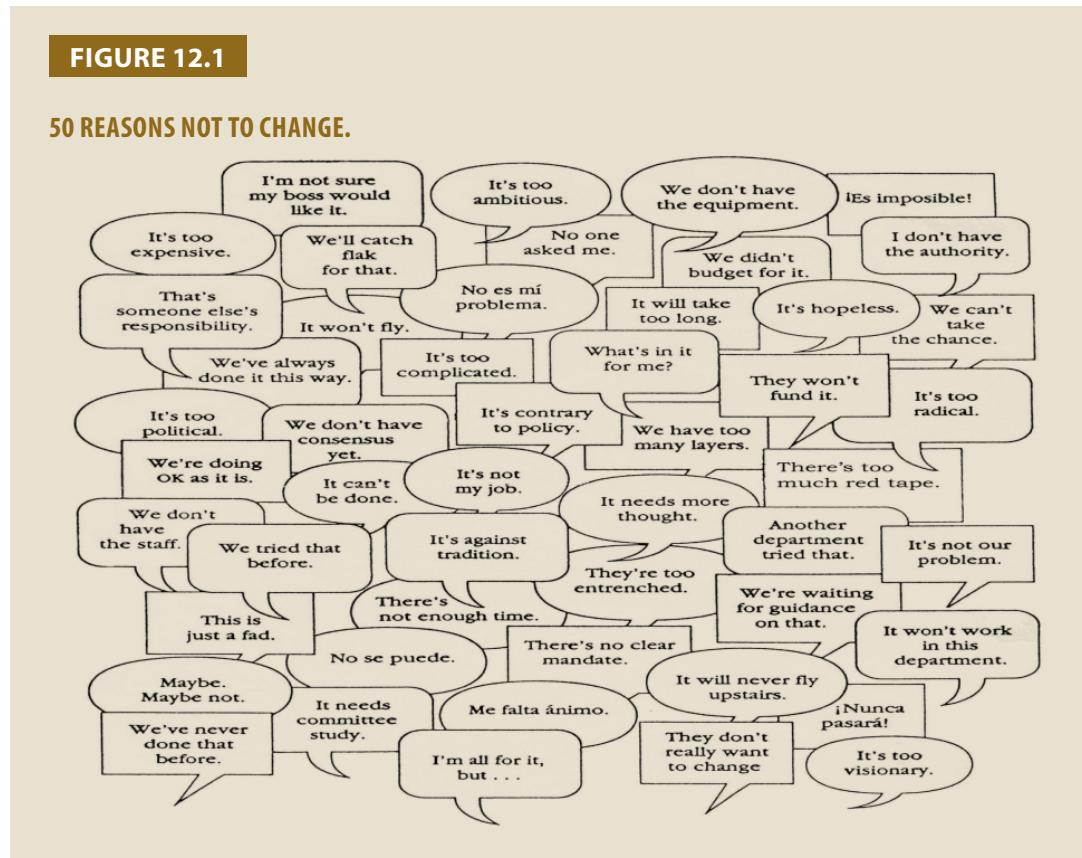 FIGURE 12.1
50 REASONS NOT TO CHANGE.
I'm not sure
my boss would
like it.
It's too
ambitious.
We don't have
the equipment.
¡Es imposible!
It's too
expensive.
We'll catch
flak
for that.
No one
asked me.
We didn't
budget for it.
I don't have
the authority.
That's
someone else's
responsibility.
It won't fly.
No es mí
problema.
It will take
too long.
It's hopeless.
We can't
take
the chance.
We've always
done it this way.
It's too
complicated.
What's in it
for me?
They won't
fund it.
It's too
radical.
It's too
political.
We don't have
consensus
yet.
It's contrary
to policy.
We have too
many layers.
We're doing
OK as it is.
It can't
be done.
It's not
my job.
It needs more
thought.
There's too
much red tape.
We don't
have
the staff.
We tried that
before.
It's against
tradition.
They're too
entrenched.
Another
department
tried that.
It's not our
problem.
This is
just a fad.
There's
not enough time.
We're waiting
for guidance
on that.
It won't work
in this
department.
No se puede.
There's no clear
mandate.
Maybe.
Maybe not.
It needs
committee
study.
Me falta ánimo.
It will never fly
upstairs.
¡Nunca
pasará!
We've never
done that
before.
I'm all for it,
but . . .
They don't
really want
to change
It's too
visionary.